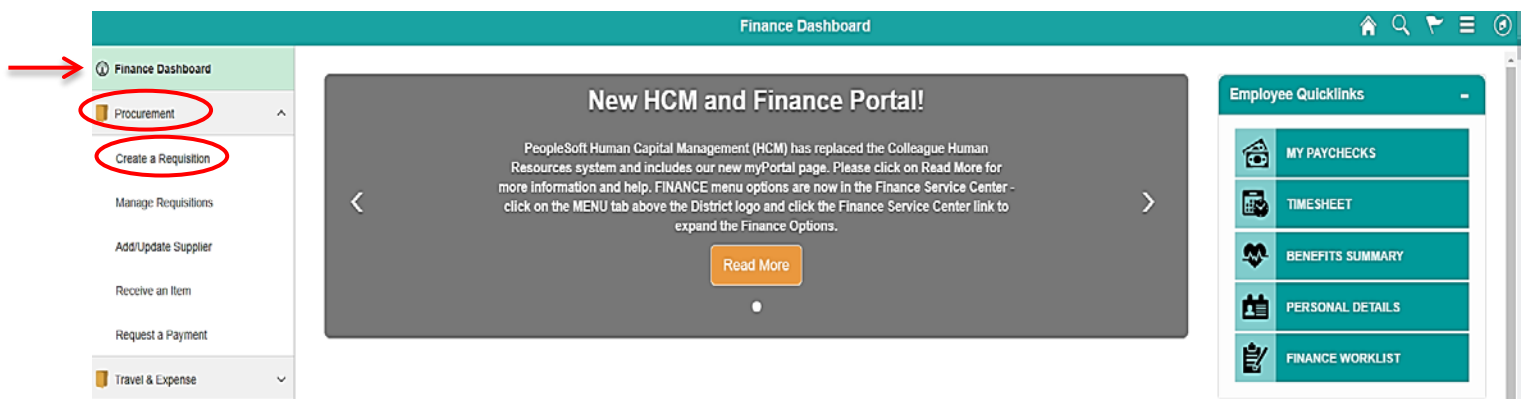 Finance Dashboard
Finance Dashboard
Procurement
Create a Requisition
Manage Requisitions
Add/Update Supplier
Receive an Item
Request a Payment
Travel & Expense
New HCM and Finance Portal!
PeopleSoft Human Capital Management (HCM) has replaced the Colleague Human
Resources system and includes our new myPortal page. Please click on Read More for
more information and help. FINANCE menu options are now in the Finance Service Center -
click on the MENU tab above the District logo and click the Finance Service Center link to
expand the Finance Options.
Read More
Employee Quicklinks
MY PAYCHECKS
TIMESHEET
BENEFITS SUMMARY
PERSONAL DETAILS
FINANCE WORKLIST